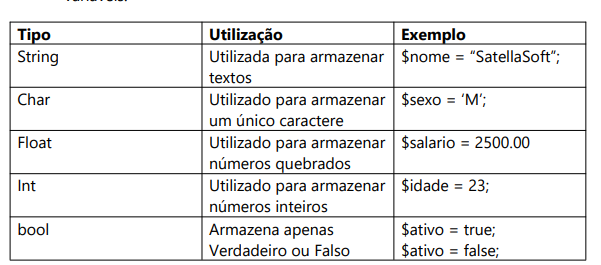 Tipo Utilização Exemplo
String Utilizada para armazenar $nome = “SatellaSoft”;
textos
Char Utilizado para armazenar $sexo = ‘M’;
um único caractere
Float Utilizado para armazenar $salario = 2500.00
números quebrados
Int Utilizado para armazenar $idade = 23;
números inteiros
bool Armazena apenas $ativo = true;
Verdadeiro ou Falso $ativo = false;